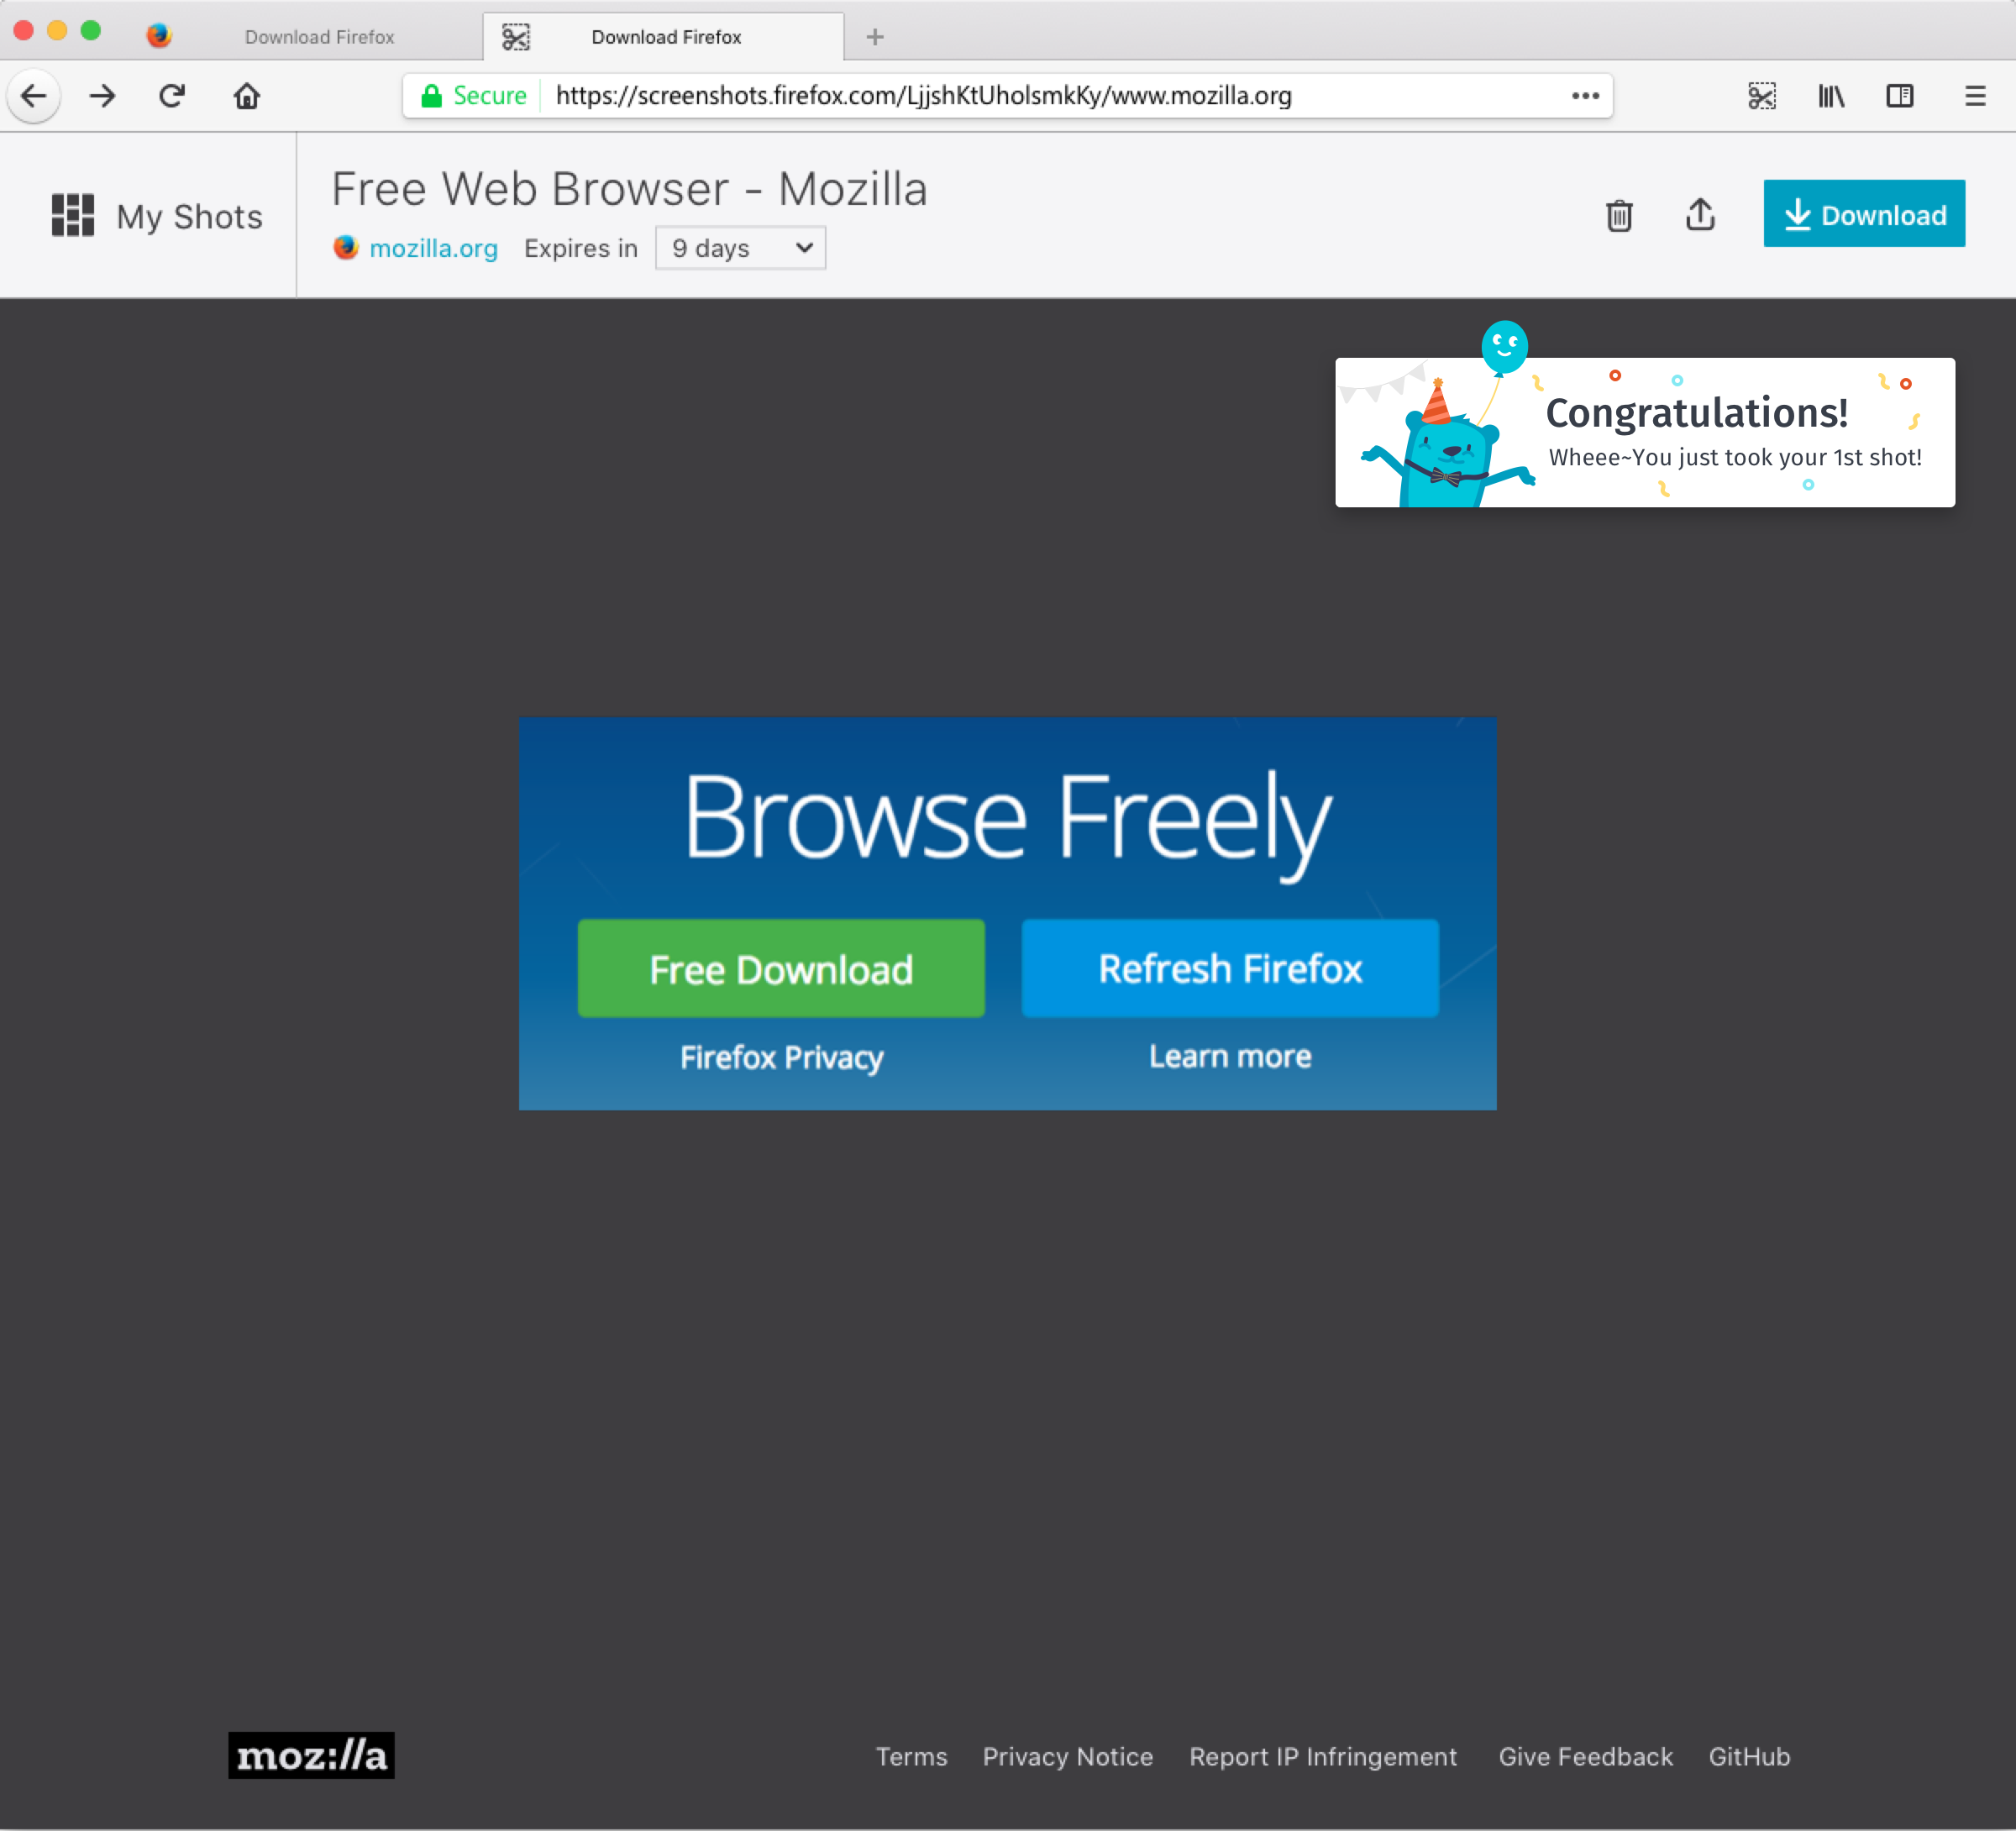 Download Firefox
Download Firefox
Secure https://screenshots.firefox.com/LjjshKtUholsmkKy/www.mozilla.org
My Shots
Free Web Browser - Mozilla
mozilla.org Expires in 9 days
Download
Congratulations!
Wheee~You just took your 1st shot!
Browse Freely
Free Download Refresh Firefox
Firefox Privacy Learn more
moz://a
Terms Privacy Notice Report IP Infringement Give Feedback GitHub